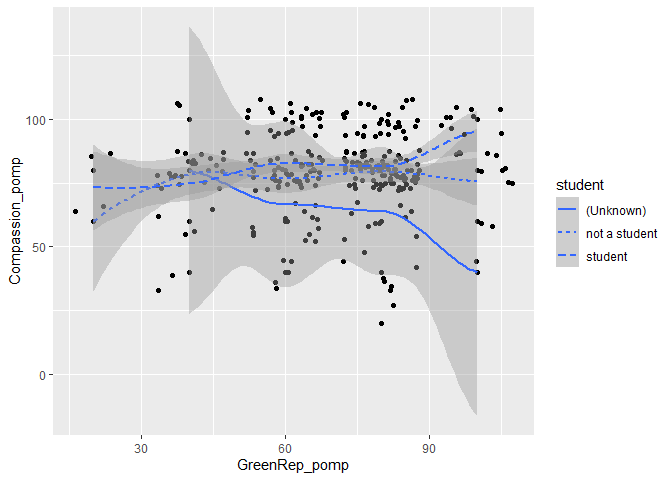 100
50
0
30
60
90
GreenRep_pomp
Compassion_pomp
student
(Unknown)
not a student
student